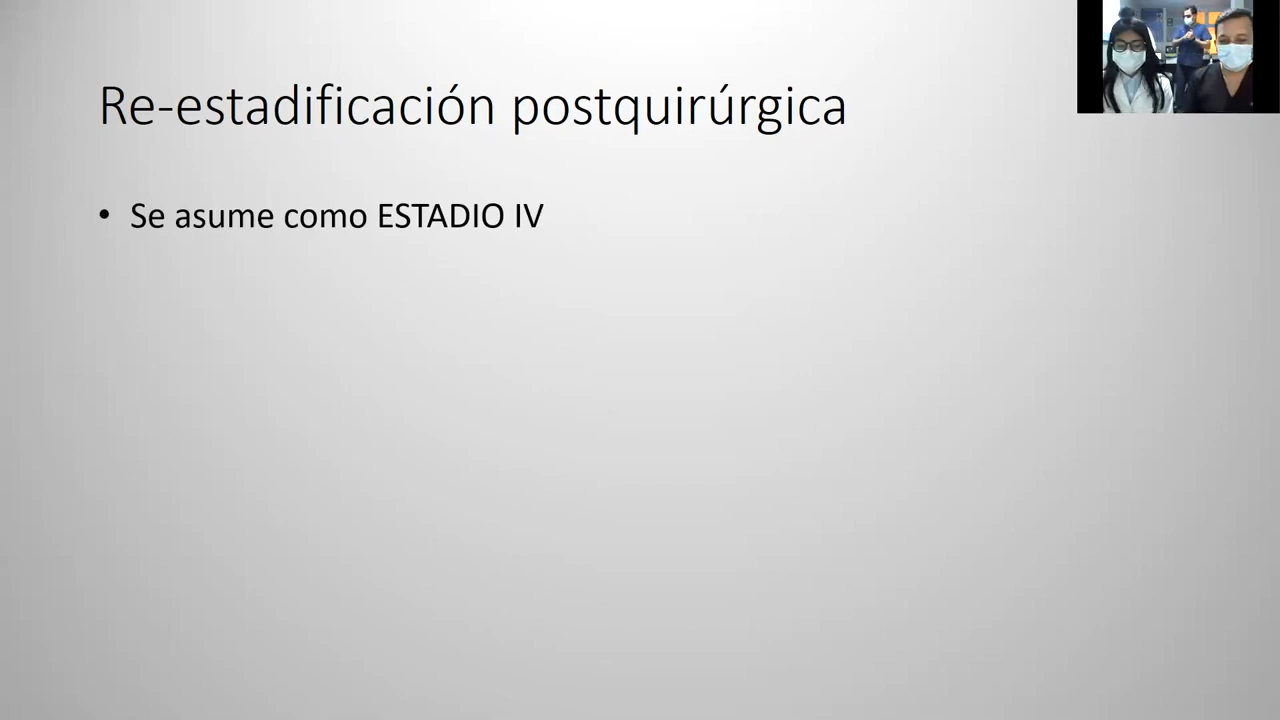 Re-estadificación postquirúrgica
• Se asume como ESTADIO IV